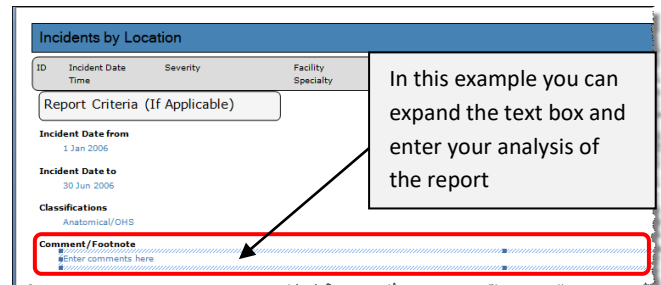 Incidents by Location
ID Incident Date Severity Facility
Time Specialty
Report Criteria (If Applicable)
In this example you can
expand the text box and
enter your analysis of
the report
Incident Date from
1 Jan 2006
Incident Date to
30 Jun 2006
Classifications
Anatomical/OHS
Comment/Footnote
Enter comments here